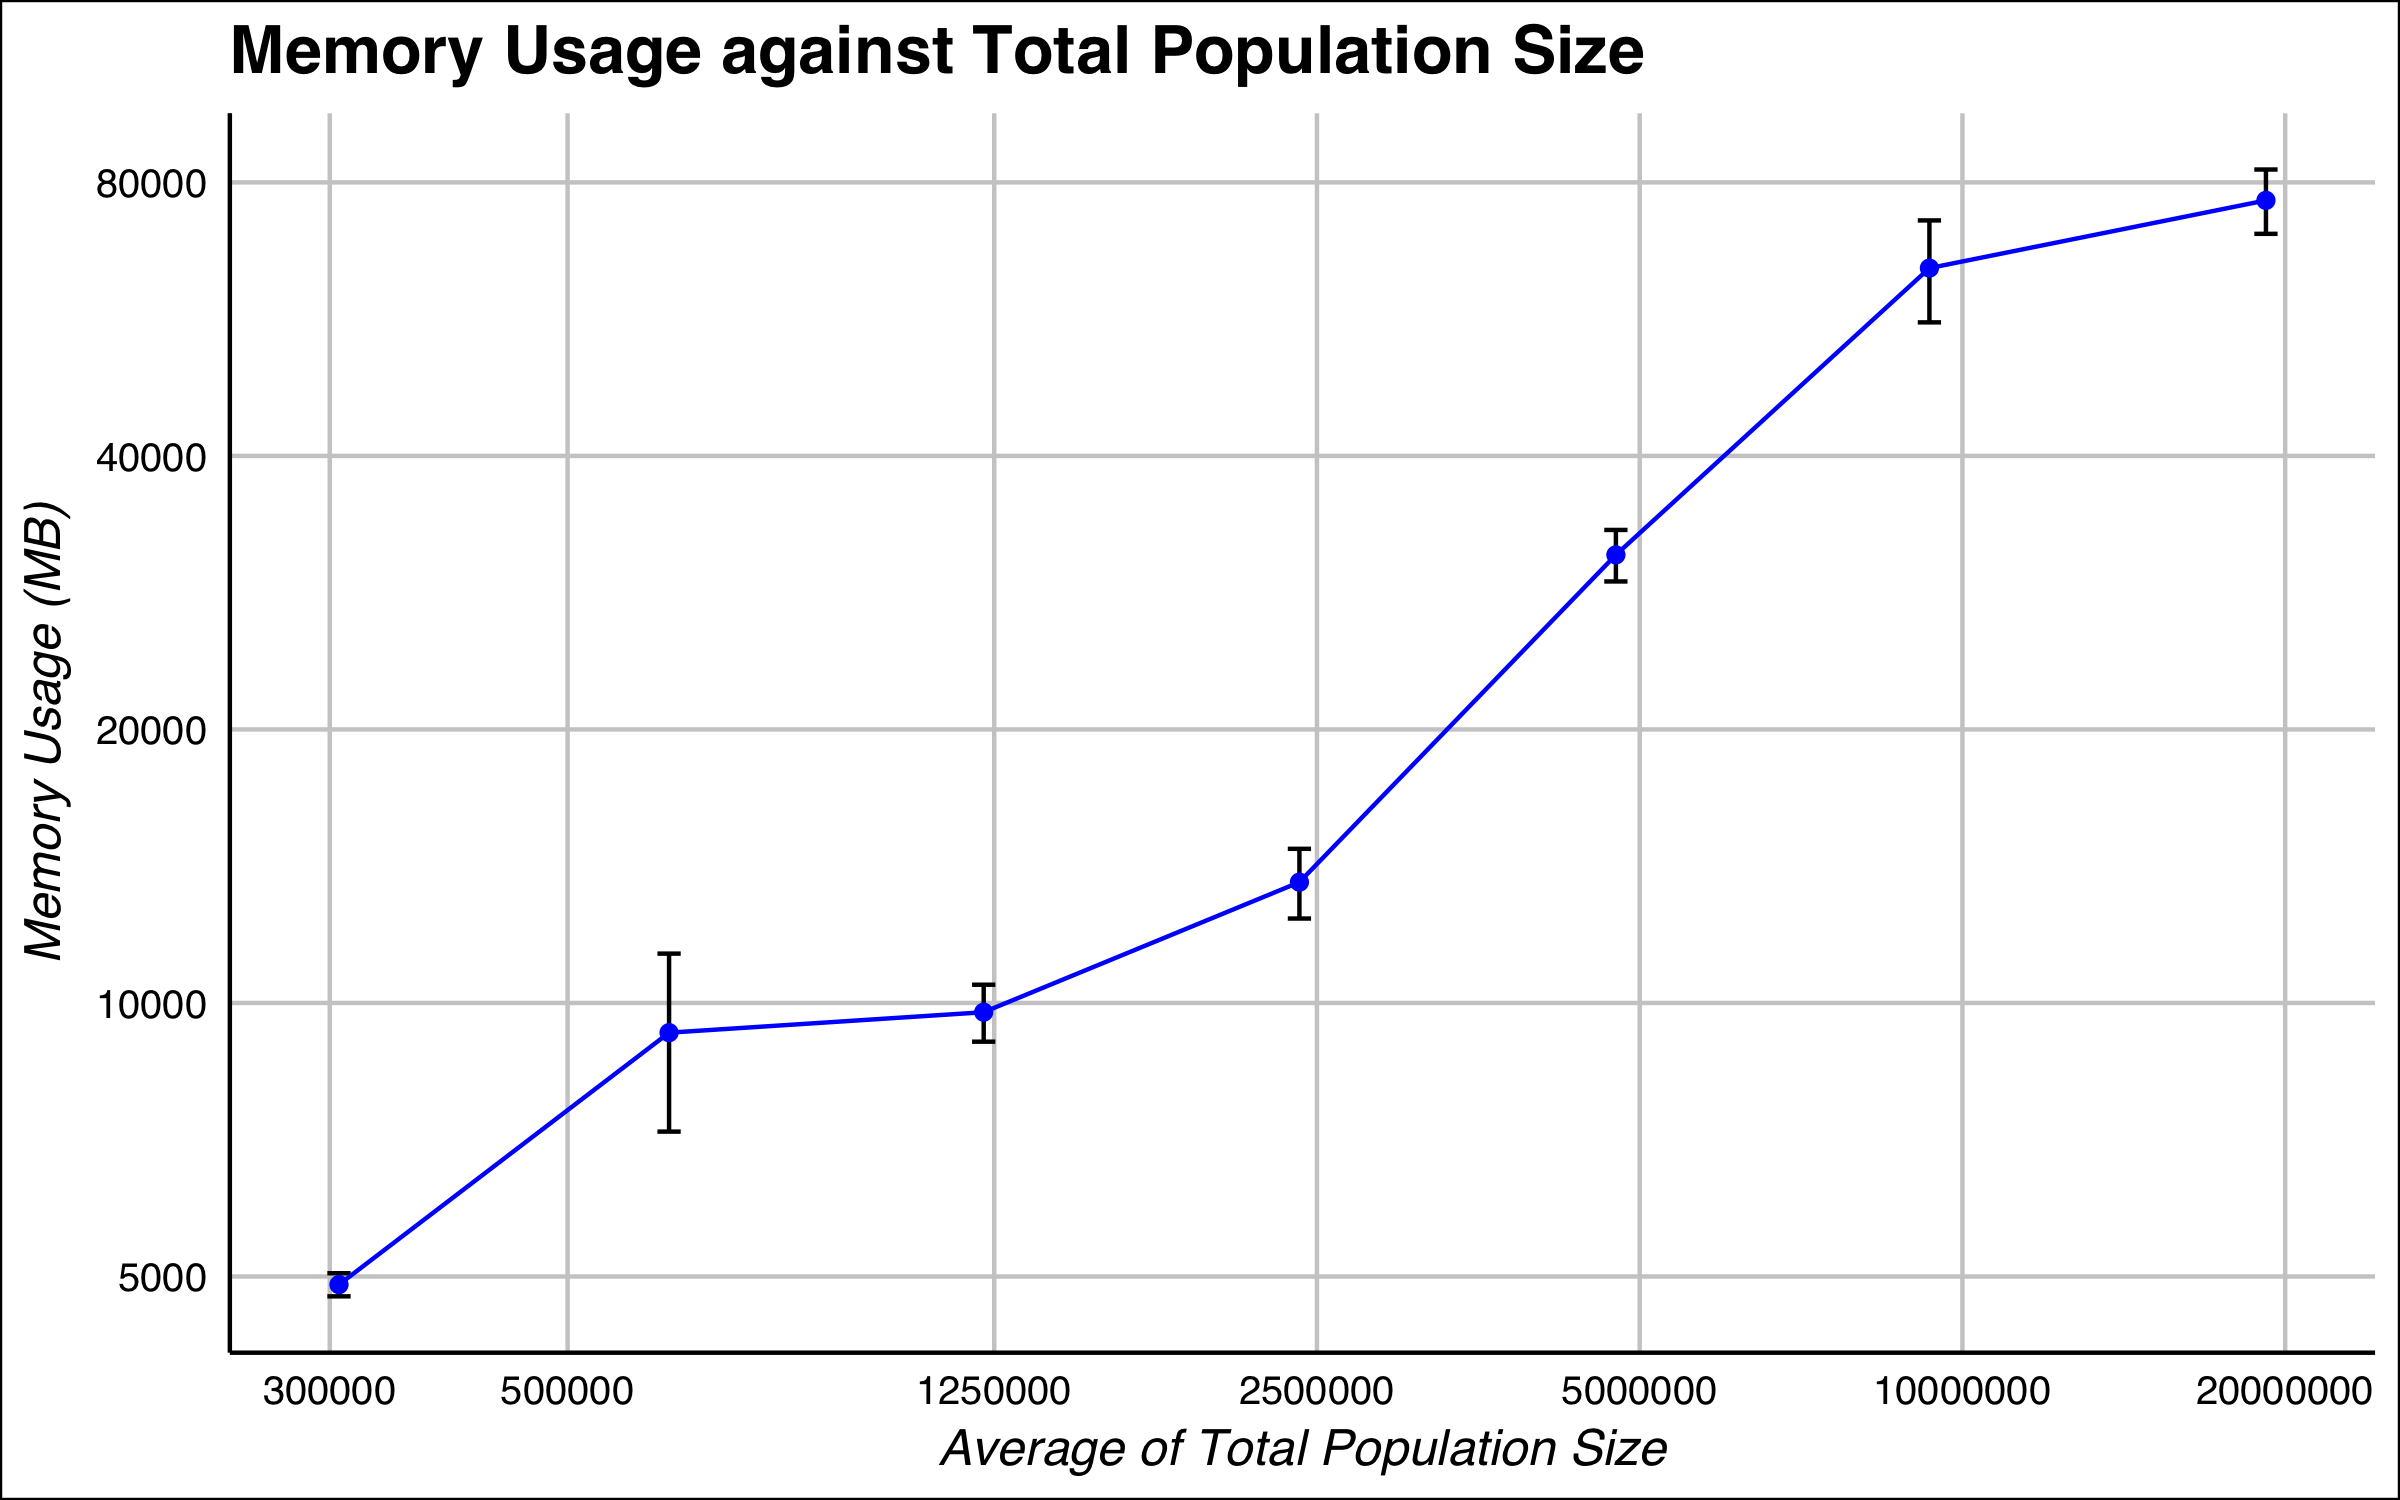 Memory Usage against Total Population Size
80000
40000
20000
10000
5000
Memory Usage (MB)
300000 500000 1250000 2500000 5000000 10000000 20000000
Average of Total Population Size